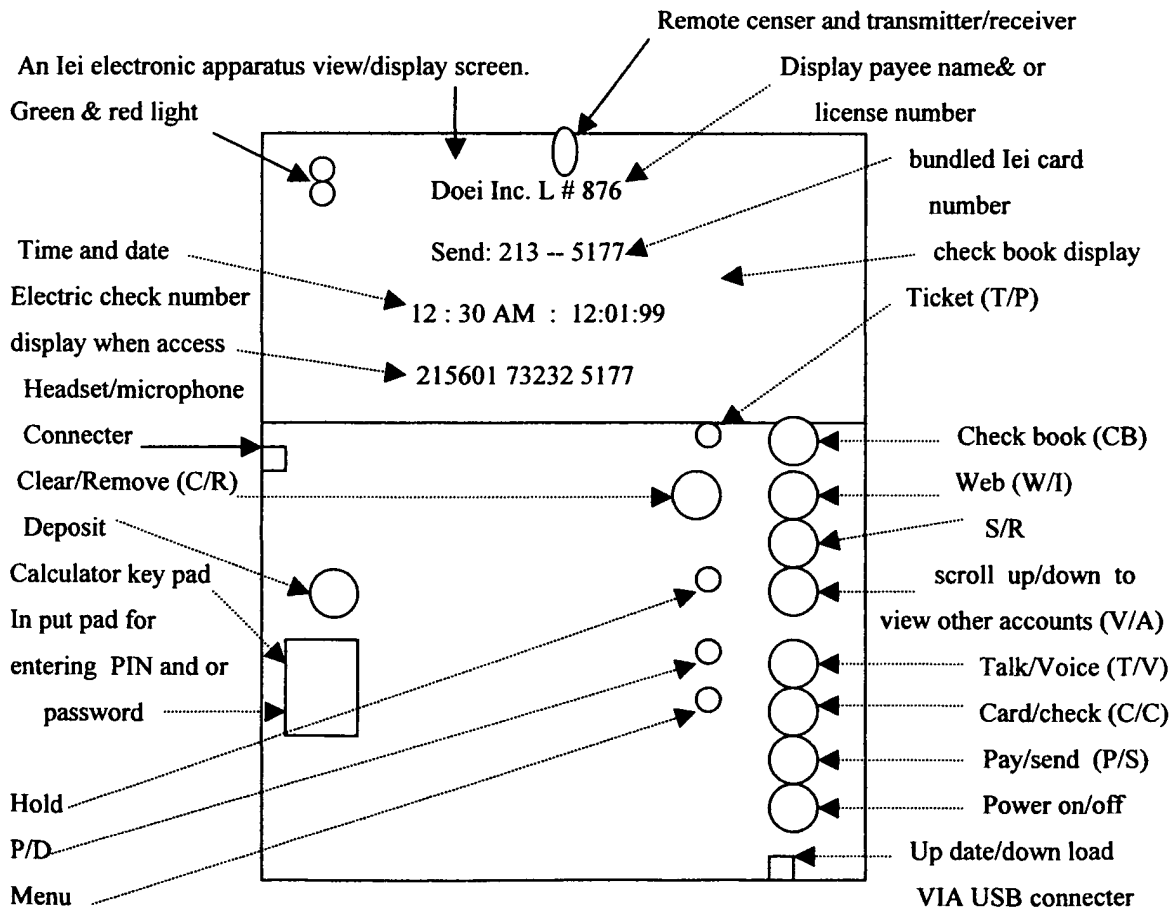 Remote censer and transmitter/receiver
An Iei electronic apparatus view/display screen.
Display payee name& or
license number
Green & red light
bundled Iei card
number
Doei Inc. L # 876
Send: 213 -- 5177
check book display
Time and date
12 : 30 AM : 12:01:99
Ticket (T/P)
Electric check number
display when access
215601 73232 5177
Headset/microphone
Connecter
Check book (CB)
Clear/Remove (C/R)
Web (W/I)
Deposit
S/R
Calculator key pad
scroll up/down to
view other accounts (V/A)
In put pad for
entering PIN and or
password
Talk/Voice (T/V)
Card/check (C/C)
Pay/send (P/S)
Hold
Power on/off
P/D
Up date/down load
VIA USB connecter
Menu